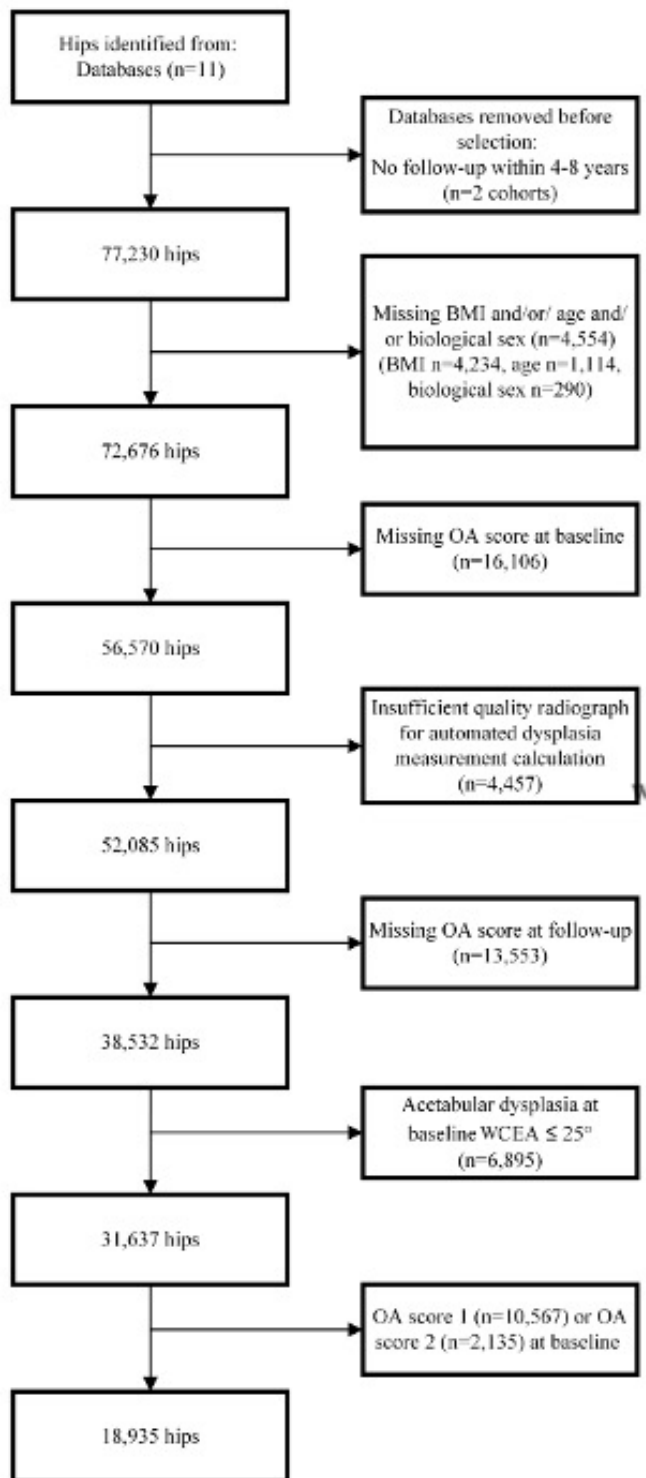 Hips identified from:
Databases (n=11)
Databases removed before
selection:
No follow-up within 4-8 years
(n=2 cohorts)
77,230 hips
Missing BMI and/or/ age and/
or biological sex (n=4,554)
(BMI n=4,234, age n=1,114,
biological sex n=290)
72,676 hips
Missing OA score at baseline
(n=16,106)
56,570 hips
Insufficient quality radiograph
for automated dysplasia
measurement calculation
(n=4,457)
52,085 hips
Missing OA score at follow-up
(n=13,553)
38,532 hips
Acetabular dysplasia at
baseline WCEA ≤ 25°
(n=6,895)
31,637 hips
OA score 1 (n=10,567) or OA
score 2 (n=2,135) at baseline
18,935 hips